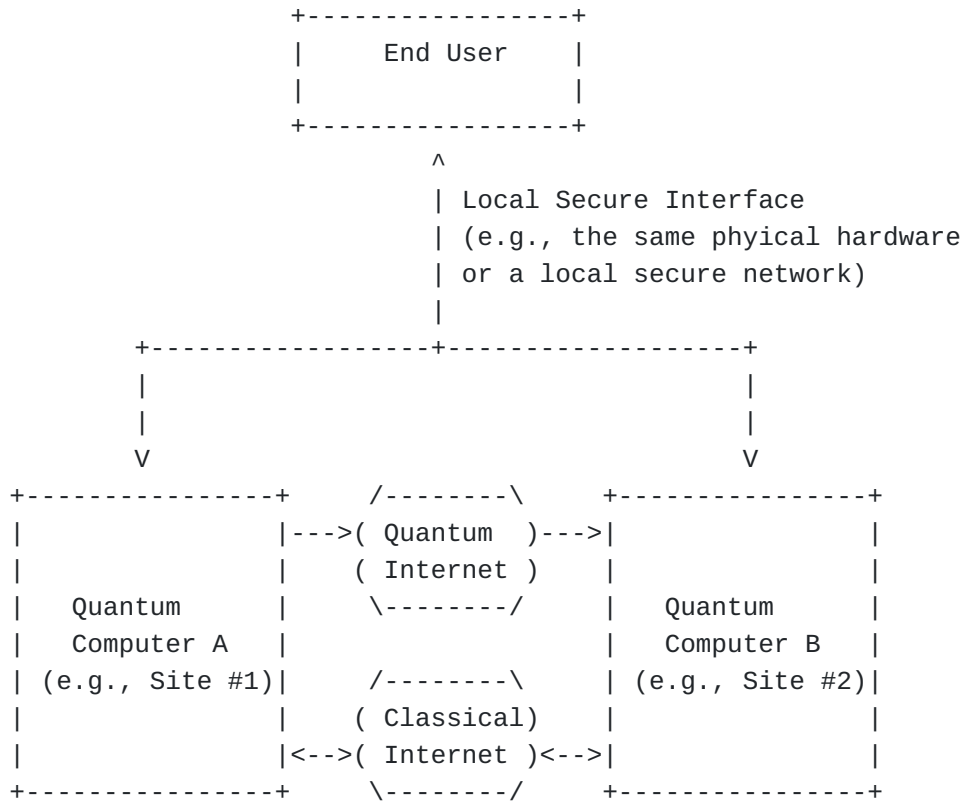 End User
Local Secure Interface
(e.g., the same phyical hardware
or a local secure network)
Quantum
Computer A
(e.g., Site #1)
Quantum
Internet
Classical
Internet
Quantum
Computer B
(e.g., Site #2)